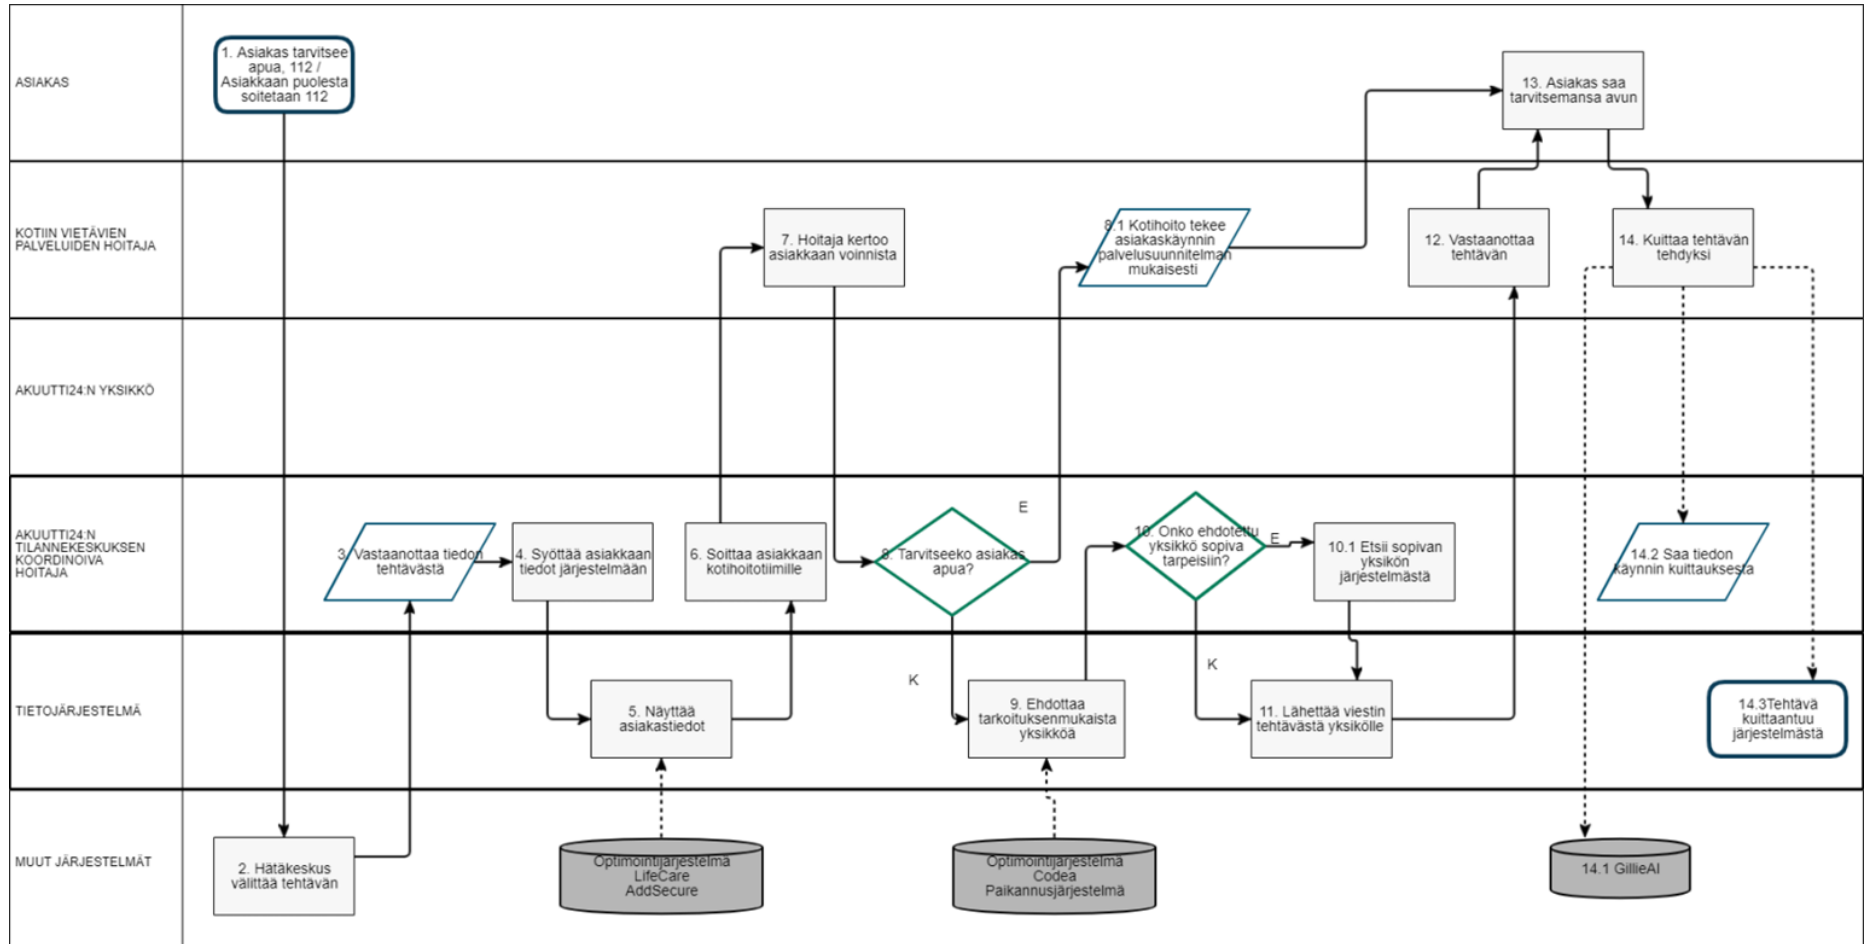 ASIAKAS
1. Asiakas tarvitsee
apua, 112 /
Asiakkaan puolesta
soitetaan 112
13. Asiakas saa
tarvitsemansa avun
KOTIIN VIETÄVIEN
PALVELUIDEN HOITAJA
7. Hoitaja kertoo
asiakkaan voinnista
8.1 Kotihoito tekee
asiakaskäynnin
palvelusuunnitelman
mukaisesti
12. Vastaanottaa
tehtävän
14. Kuittaa tehtävän
tehdyksi
AKUUTTI24:N YKSIKKÖ
AKUUTTI24:N
TILANNEKESKUKSEN
KOORDINOIVA
HOITAJA
3. Vastaanottaa tiedon
tehtävästä
4. Syöttää asiakkaan
tiedot järjestelmään
6. Soittaa asiakkaan
kotihoitotiimille
8. Tarvitseeko asiakas
apua?
E
K
10. Onko ehdotettu
yksikkö sopiva
tarpeisiin?
E
K
10.1 Etsii sopivan
yksikön
järjestelmästä
14.2 Saa tiedon
käynnin kuittauksesta
TIETOJÄRJESTELMÄ
5. Näyttää
asiakastiedot
9. Ehdottaa
tarkoituksenmukaista
yksikköä
11. Lähettää viestin
tehtävästä yksikölle
14.3Tehtävä
kuittaantuu
järjestelmästä
MUUT JÄRJESTELMÄT
2. Hätäkeskus
välittää tehtävän
Optimointijärjestelmä
LifeCare
AddSecure
Optimointijärjestelmä
Codea
Paikannusjärjestelmä
14.1 GillieAI